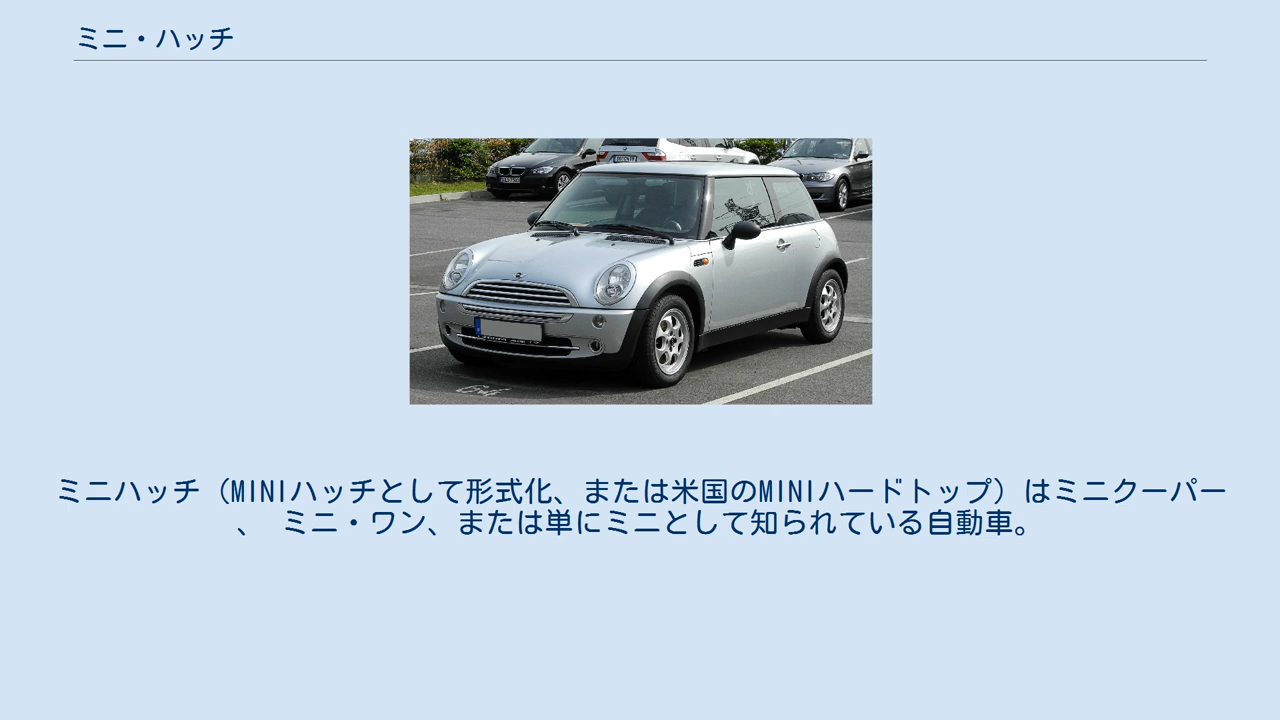 ミニ・ハッチ
ミニハッチ（MINIハッチとして形式化、または米国のMINIハードトップ）はミニクーパー
、 ミニ・ワン、または単にミニとして知られている自動車。